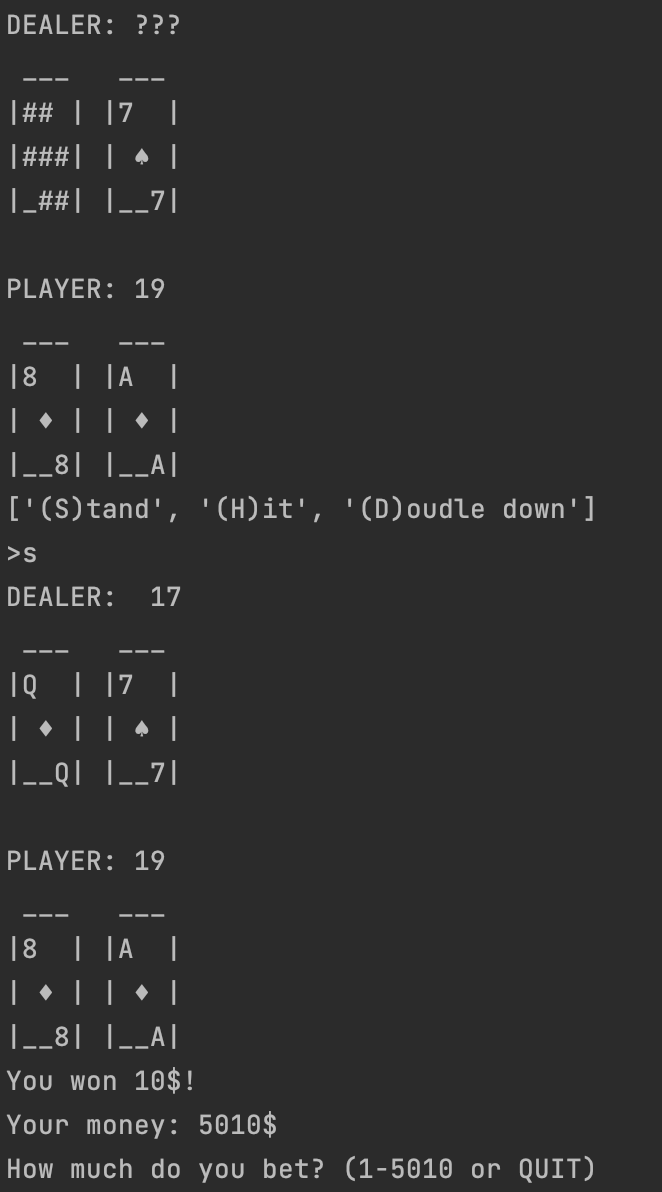 DEALER: ???
 ___   ___
|## | |7  |
|###| | ♠ |
|_##| |__7|

PLAYER: 19
 ___   ___
|8  | |A  |
| ♦ | | ♦ |
|__8| |__A|
['(S)tand', '(H)it', '(D)oudle down']
>s
DEALER:  17
 ___   ___
|Q  | |7  |
| ♦ | | ♠ |
|__Q| |__7|

PLAYER: 19
 ___   ___
|8  | |A  |
| ♦ | | ♦ |
|__8| |__A|
You won 10$!
Your money: 5010$
How much do you bet? (1-5010 or QUIT)